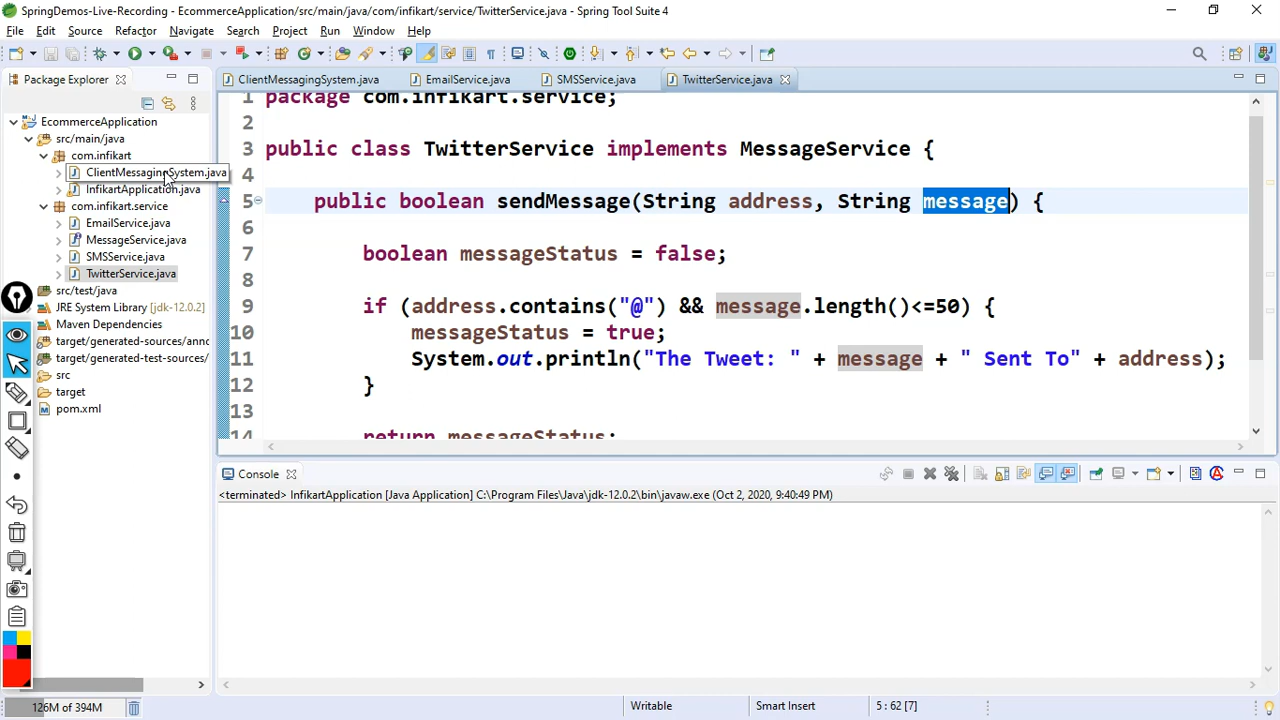 SpringDemos-Live-Recording - EcommerceApplication/src/main/java/com/infikart/service/TwitterService.java - Spring Tool Suite 4
File Edit Source Refactor Navigate Search Project Run Window Help
Package Explorer
ClientMessagingSystem.java EmailService.java SMSService.java TwitterService.java
EcommerceApplication
src/main/java
com.infikart
ClientMessagingSystem.java
InfikartApplication.java
com.infikart.service
EmailService.java
MessageService.java
SMSService.java
TwitterService.java
src/test/java
JRE System Library [jdk-12.0.2]
Maven Dependencies
target/generated-sources/anno
target/generated-test-sources/
src
target
pom.xml
1 package com.infikart.service;
2
3 public class TwitterService implements MessageService {
4
5 public boolean sendMessage(String address, String message) {
6
7 boolean messageStatus = false;
8
9 if (address.contains("@") && message.length()<=50) {
10 messageStatus = true;
11 System.out.println("The Tweet: " + message + " Sent To" + address);
12 }
13
14 return messageStatus;
Console
<terminated> InfikartApplication [Java Application] C:\Program Files\Java\jdk-12.0.2\bin\javaw.exe (Oct 2, 2020, 9:40:49 PM)
126M of 394M Writable Smart Insert 5 : 62 [7]